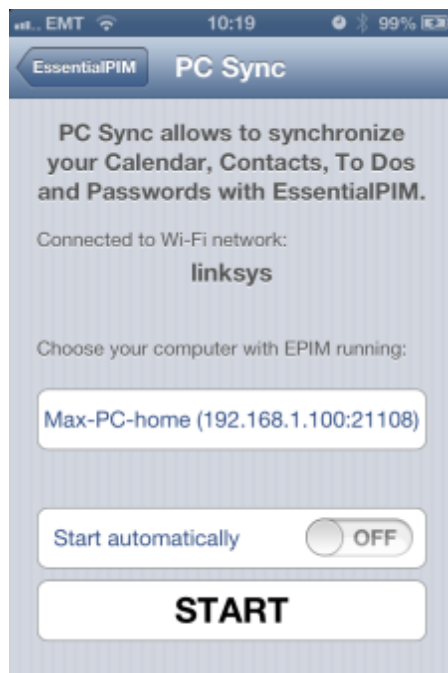 EMT 10:19 99%
EssentialPIM PC Sync
PC Sync allows to synchronize
your Calendar, Contacts, To Dos
and Passwords with EssentialPIM.
Connected to Wi-Fi network:
linksys
Choose your computer with EPIM running:
Max-PC-home (192.168.1.100:21108)
Start automatically OFF
START